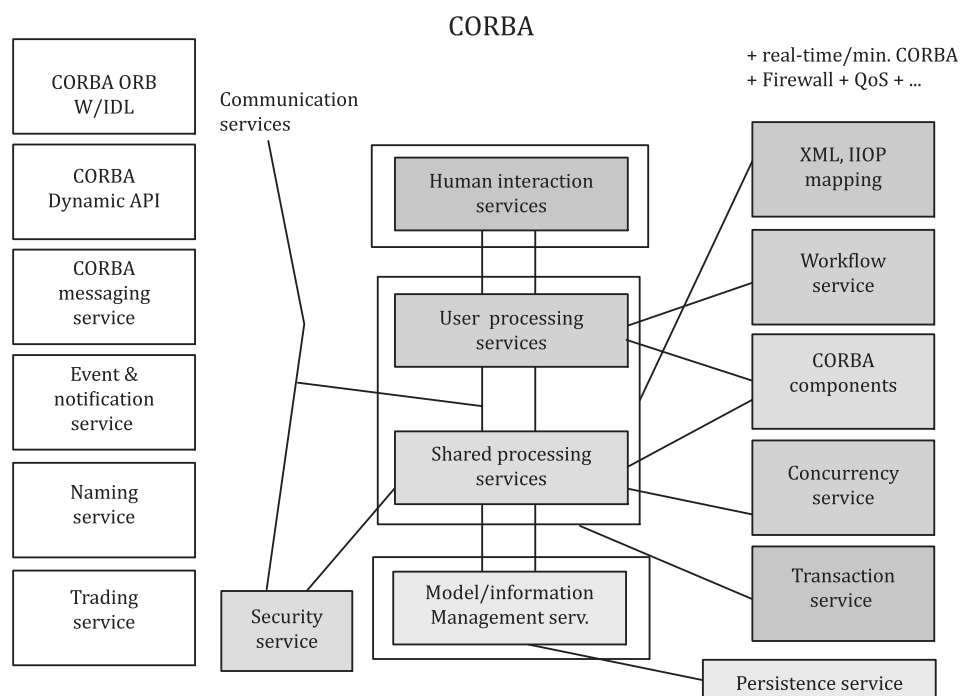 CORBA
CORBA ORB
W/IDL
CORBA
Dynamic API
CORBA
messaging
service
Event &
notification
service
Naming
service
Trading
service
Communication
services
Security
service
Human interaction
services
User processing
services
Shared processing
services
Model/information
Management serv.
+ real-time/min. CORBA
+ Firewall + QoS + ...
XML, IIOP
mapping
Workflow
service
CORBA
components
Concurrency
service
Transaction
service
Persistence service